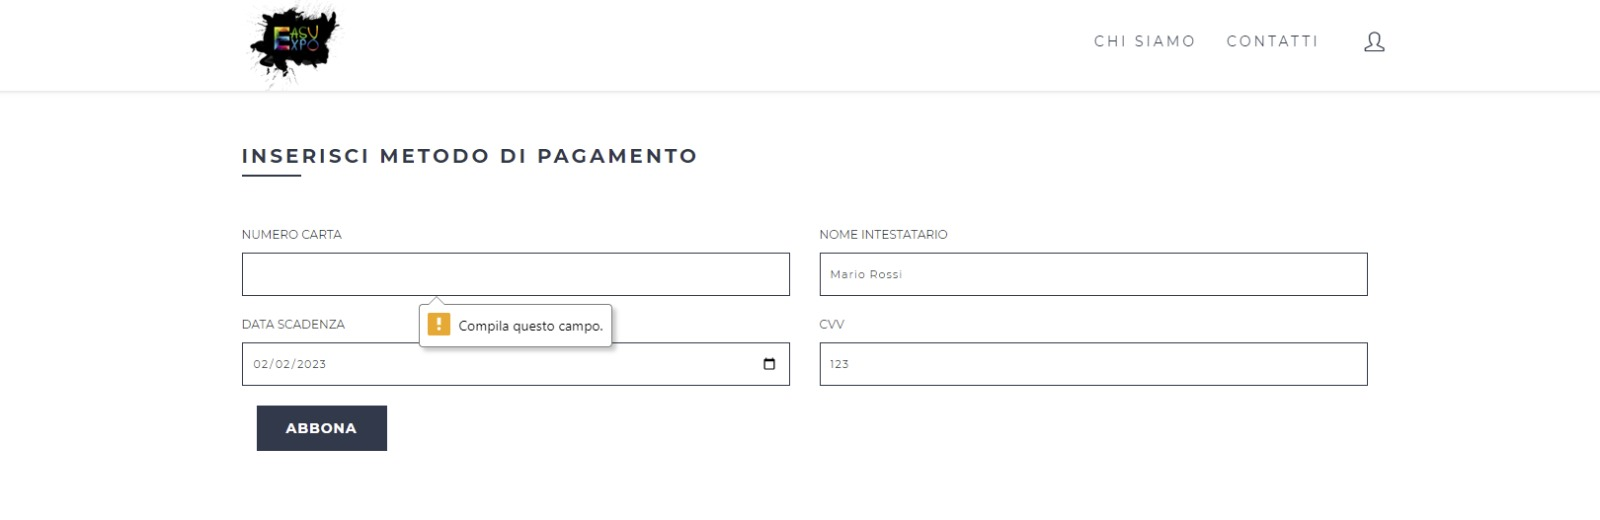 EASY
EXPO
CHI SIAMO
CONTATTI
INSERISCI METODO DI PAGAMENTO
NUMERO CARTA
NOME INTESTATARIO
Mario Rossi
Compila questo campo.
DATA SCADENZA
CVV
02/02/2023
123
ABBONA